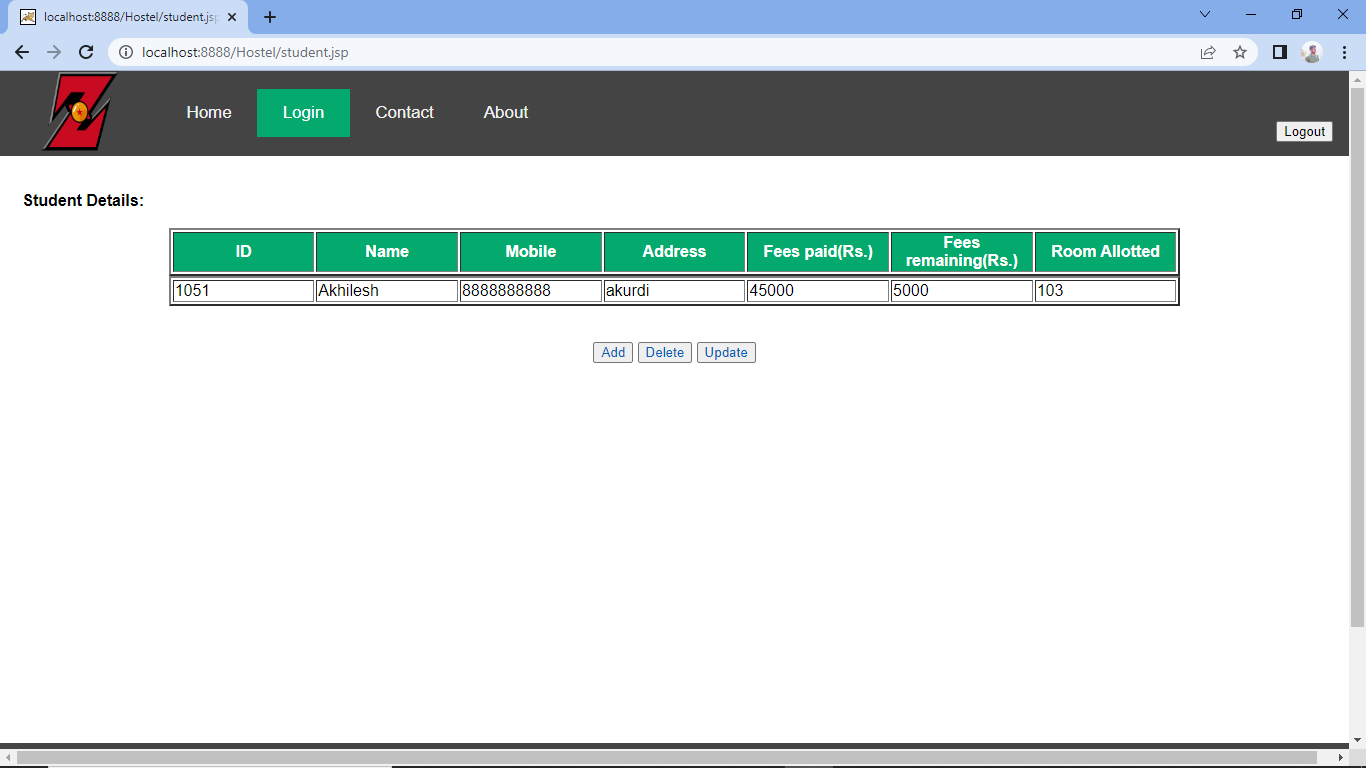 localhost:8888/Hostel/student.jsp
localhost:8888/Hostel/student.jsp
Home Login Contact About
Logout
Student Details:
ID Name Mobile Address Fees paid(Rs.) Fees remaining(Rs.) Room Allotted
1051 Akhilesh 8888888888 akurdi 45000 5000 103
Add Delete Update